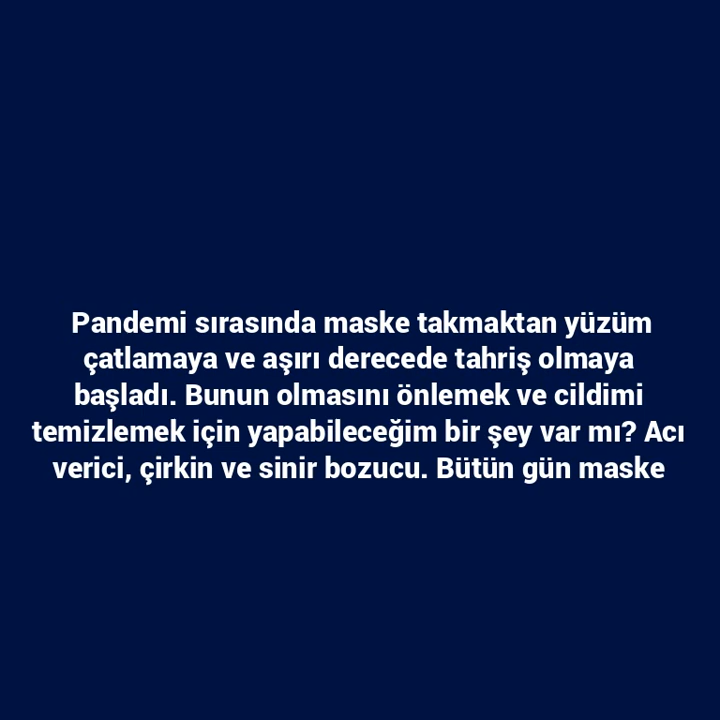 Pandemi sırasında maske takmaktan yüzüm
çatlamaya ve aşırı derecede tahriş olmaya
başladı. Bunun olmasını önlemek ve cildimi
temizlemek için yapabileceğim bir şey var mı? Acı
verici, çirkin ve sinir bozucu. Bütün gün maske